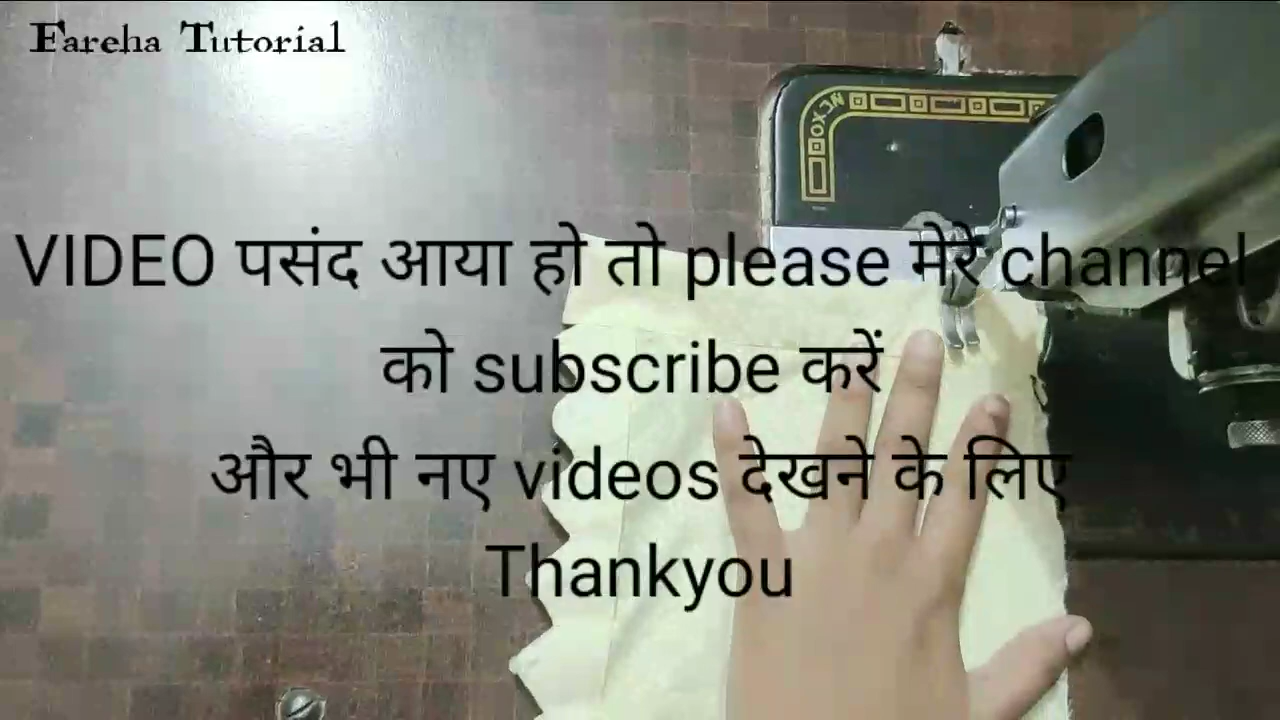 Fareha Tutorial
VIDEO पसंद आया हो तो please मेरे channel
को subscribe करें
और भी नए videos देखने के लिए
Thankyou